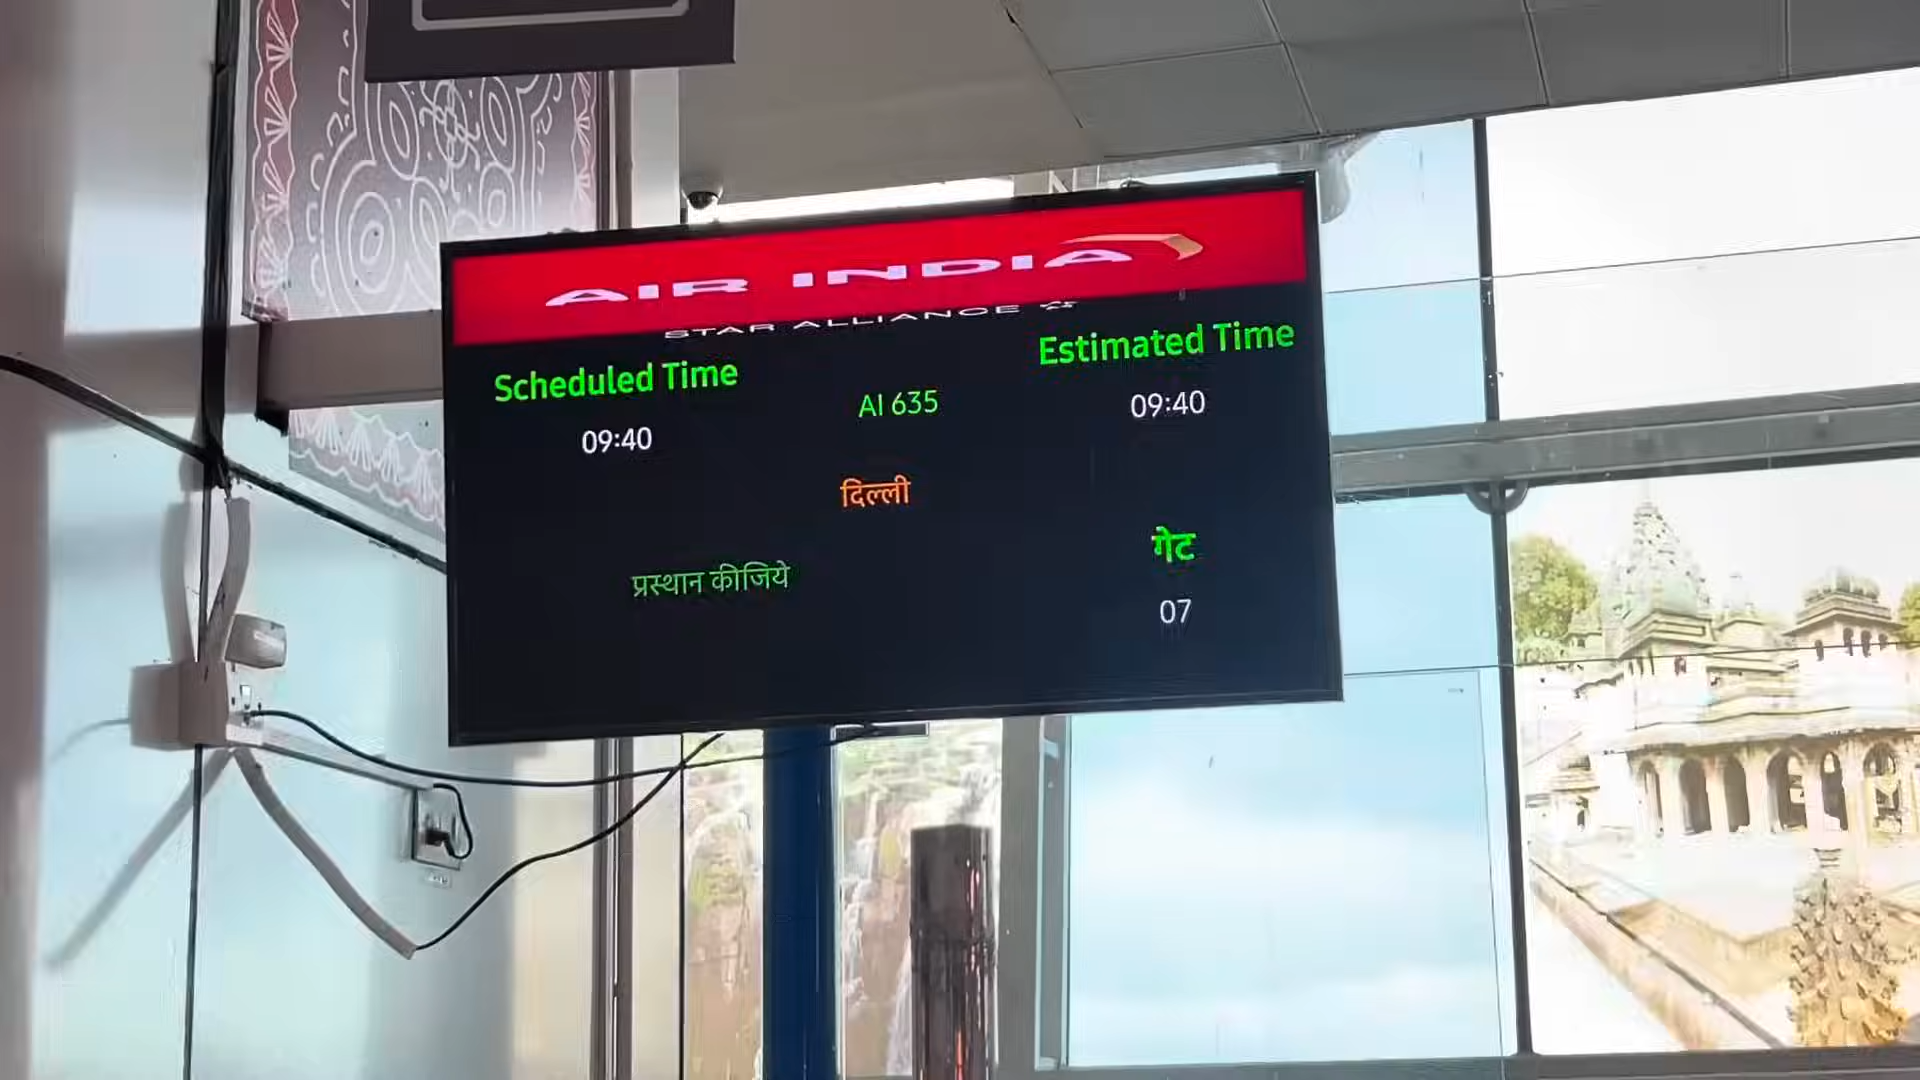 AIR INDIA
STAR ALLIANCE
Scheduled Time
AI 635
Estimated Time
09:40
09:40
दिल्ली
प्रस्थान कीजिये
गेट
07